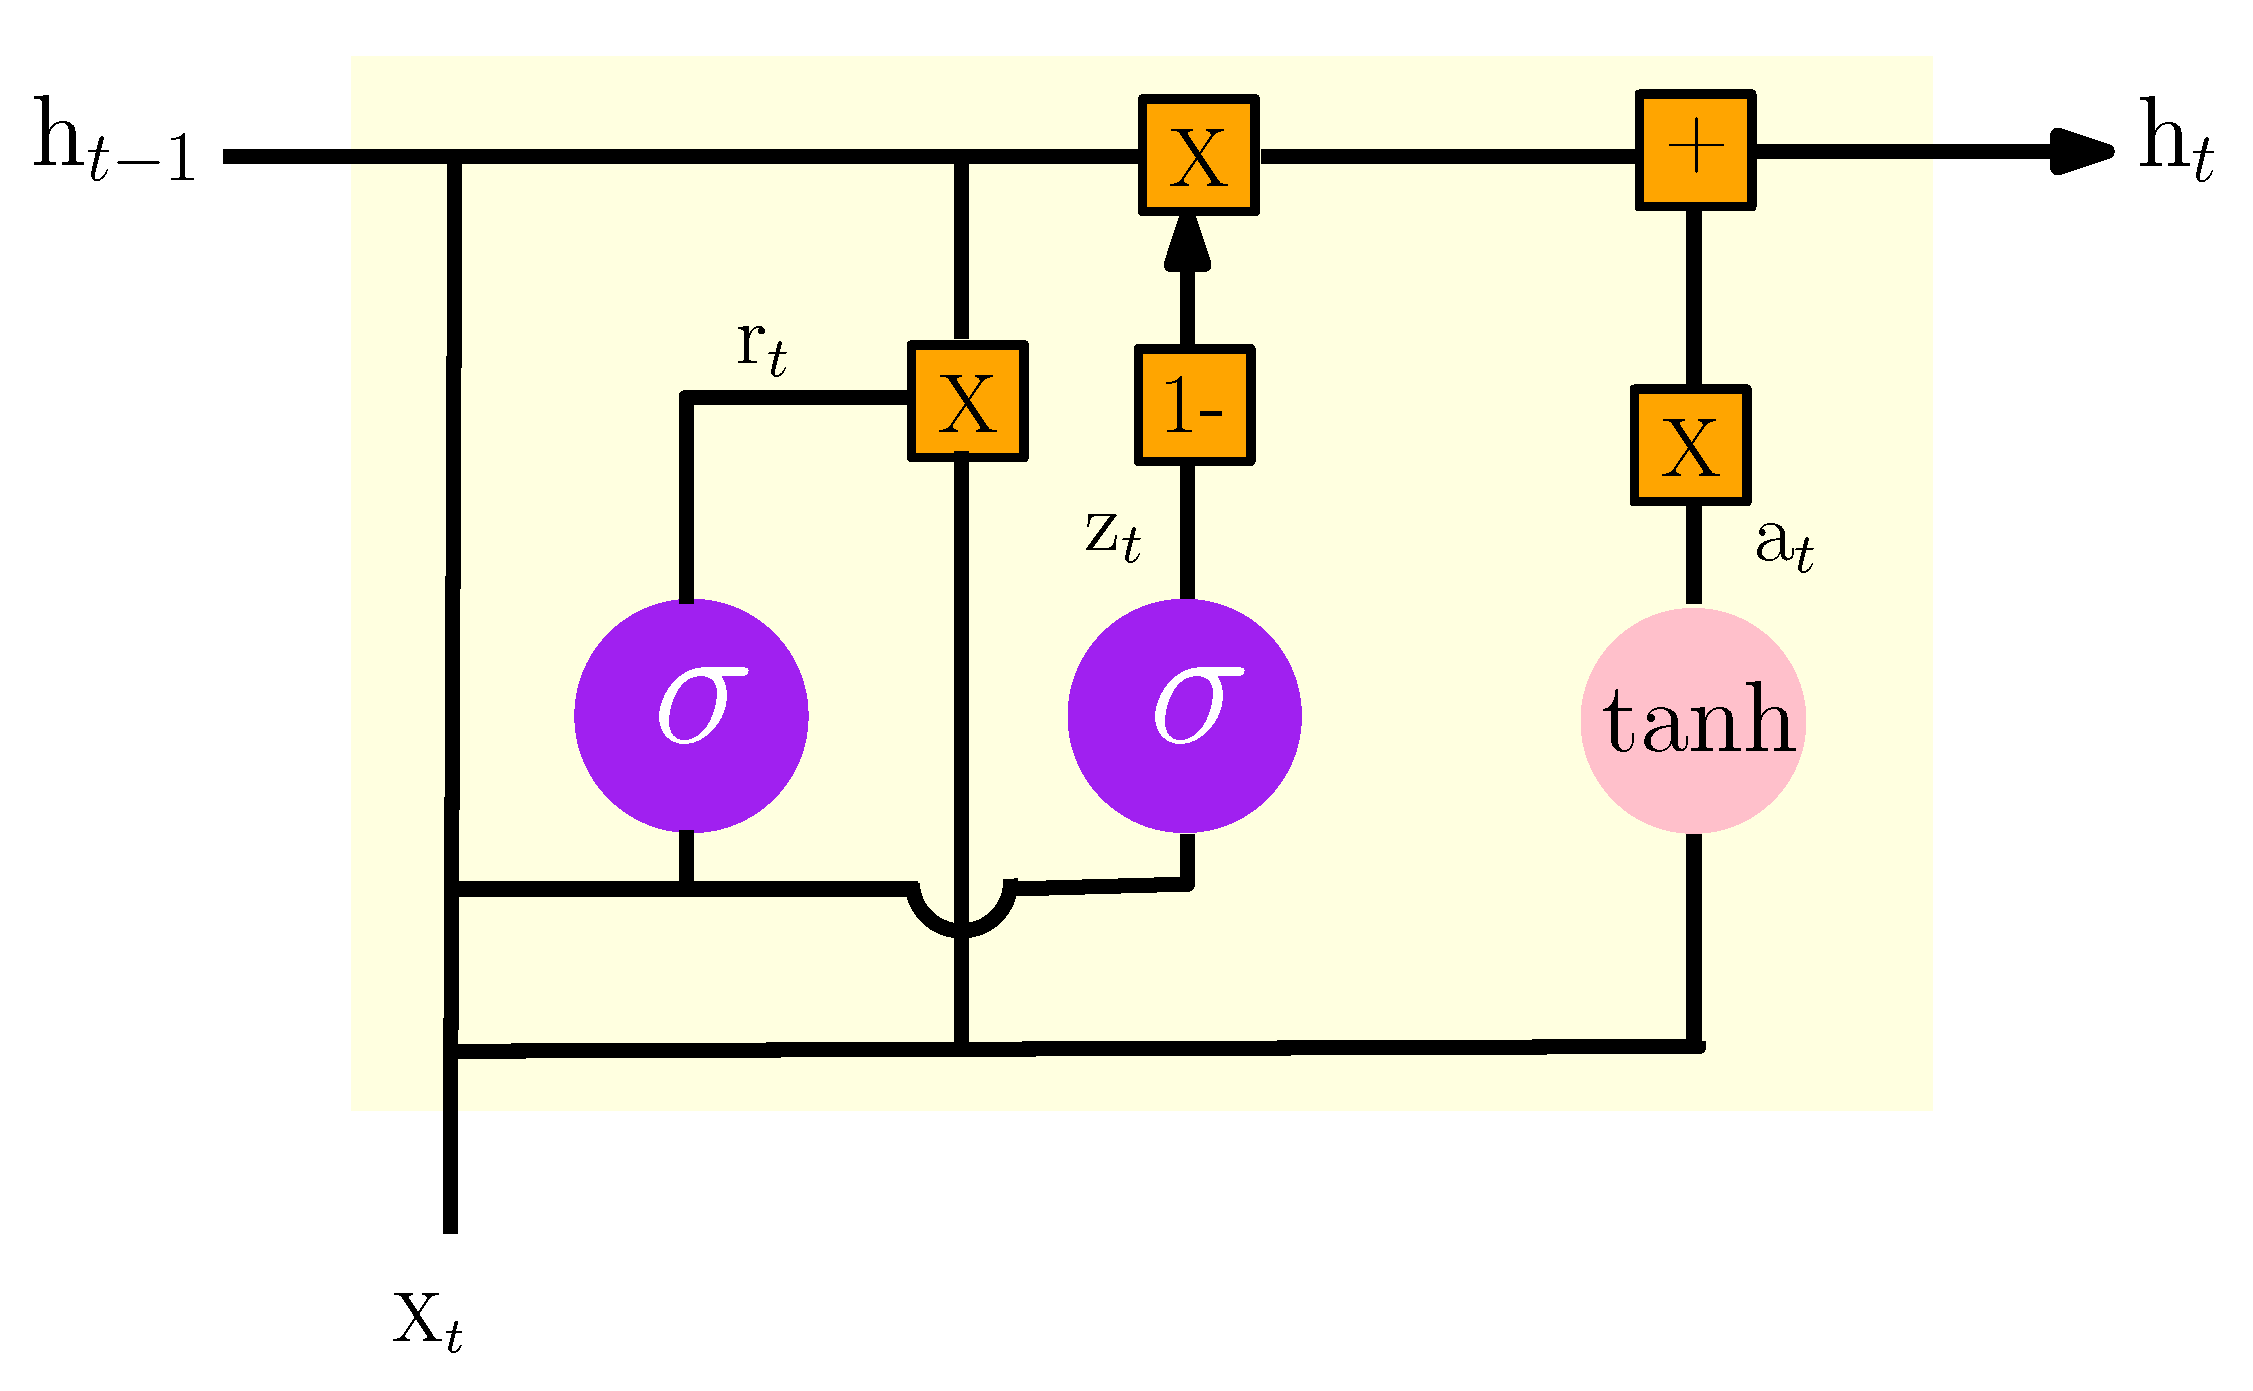 h_{t-1}
X
+
h_t
r_t
X
1-
X
z_t
a_t
σ
σ
tanh
x_t